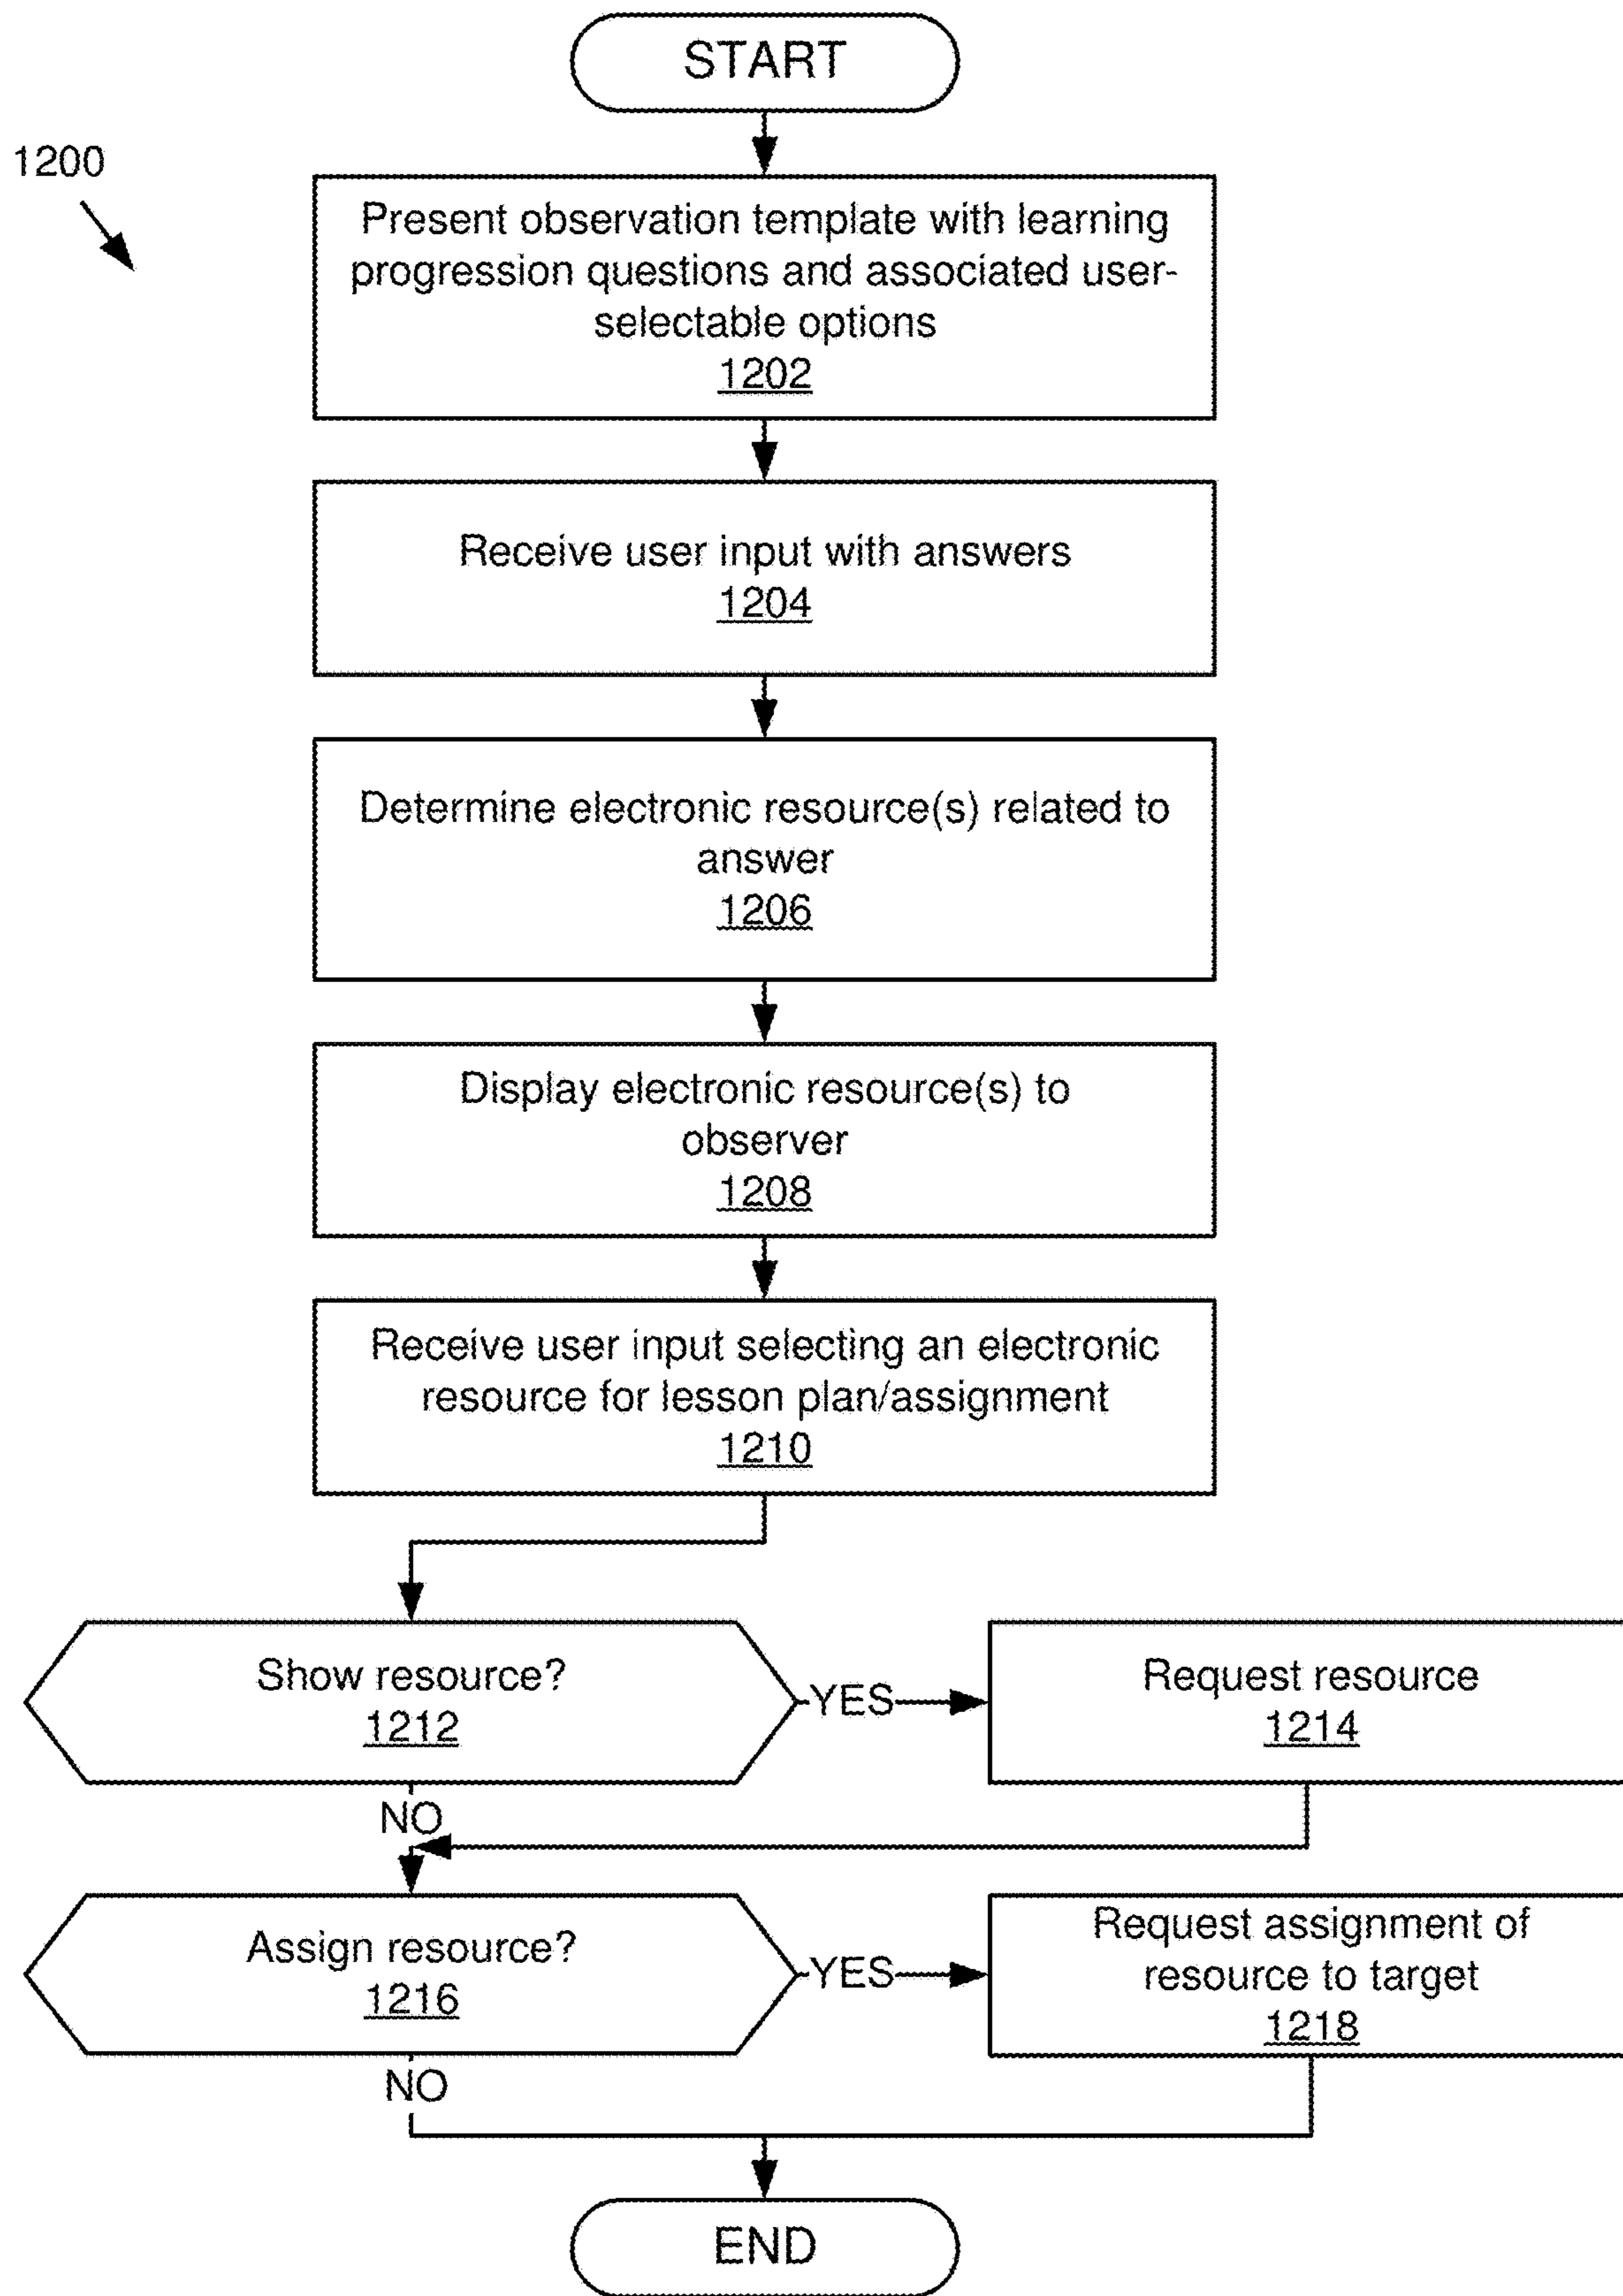 START
1200
Present observation template with learning
progression questions and associated user-
selectable options
1202
Receive user input with answers
1204
Determine electronic resource(s) related to
answer
1206
Display electronic resource(s) to
observer
1208
Receive user input selecting an electronic
resource for lesson plan/assignment
1210
Show resource?
1212
YES
Request resource
1214
NO
Assign resource?
1216
YES
Request assignment of
resource to target
1218
NO
END